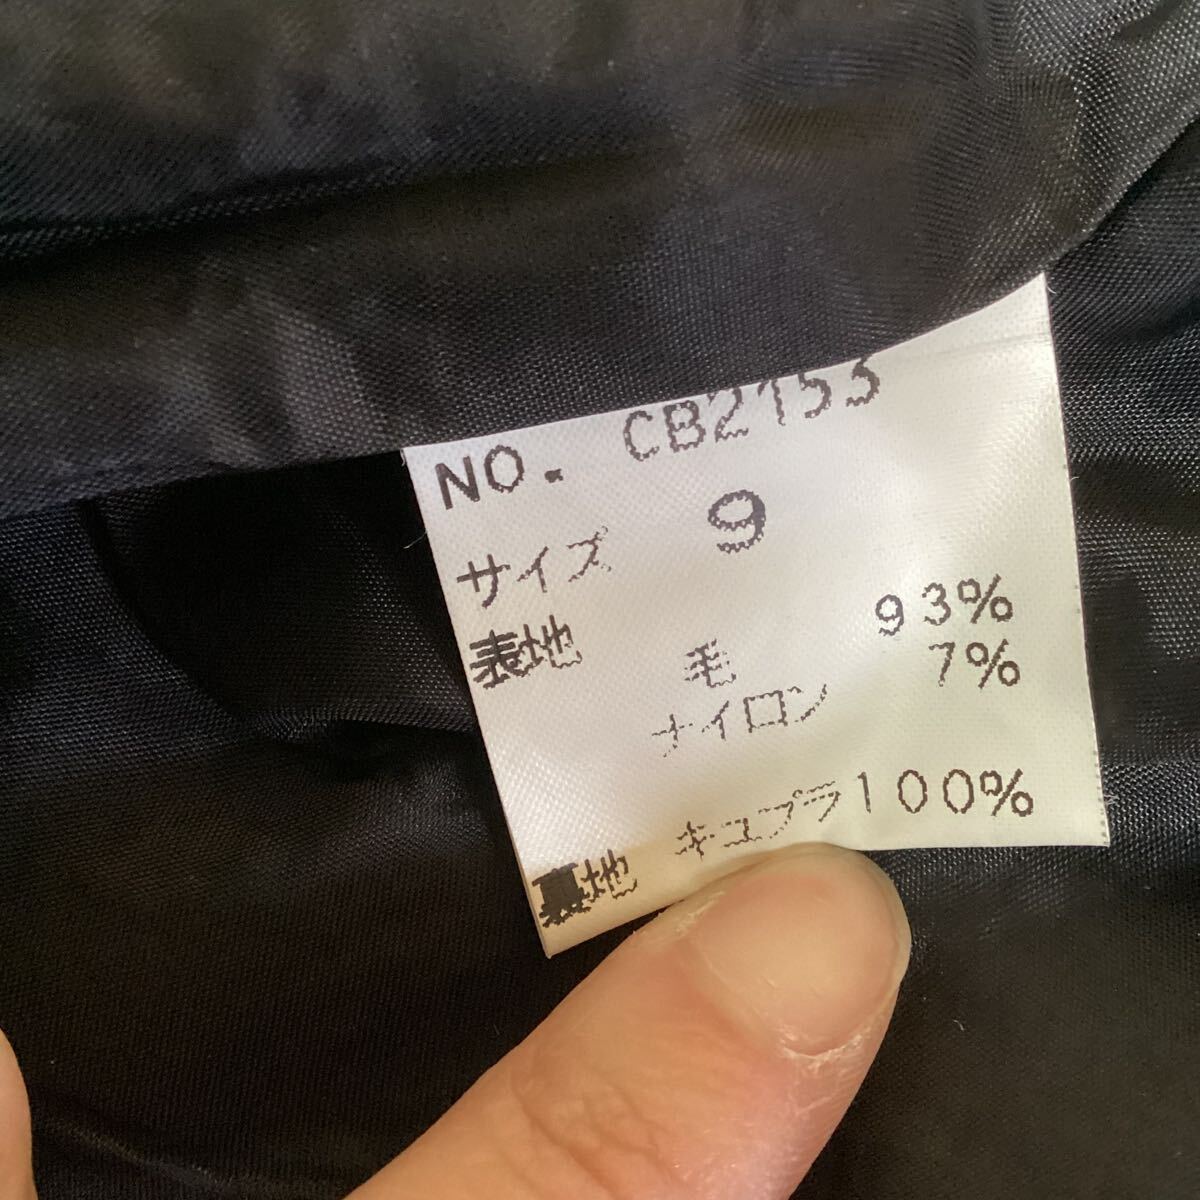 NO. CB2153
サイズ 9
表地 毛 93%
ナイロン 7%
裏地 キュプラ100%